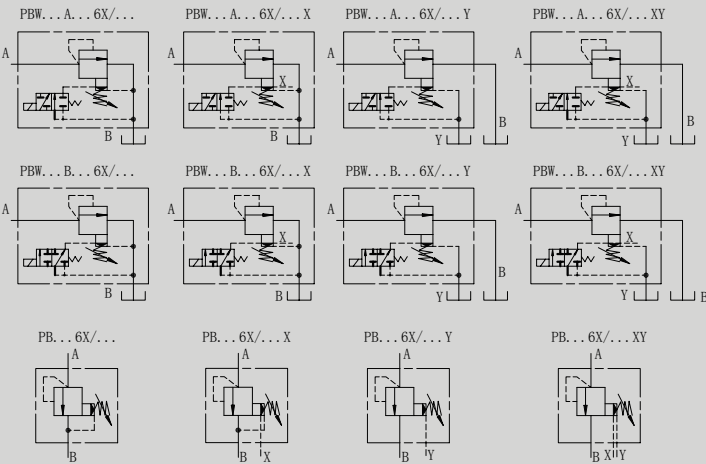 PBW...A...6X/... PBW...A...6X/...X PBW...A...6X/...Y PBW...A...6X/...XY
A A A A
X X
B B B B
Y Y
PBW...B...6X/... PBW...B...6X/...X PBW...B...6X/...Y PBW...B...6X/...XY
A A A A
X X
B B Y B Y B
PB...6X/... PB...6X/...X PB...6X/...Y PB...6X/...XY
A A A A
B B X B Y B X Y